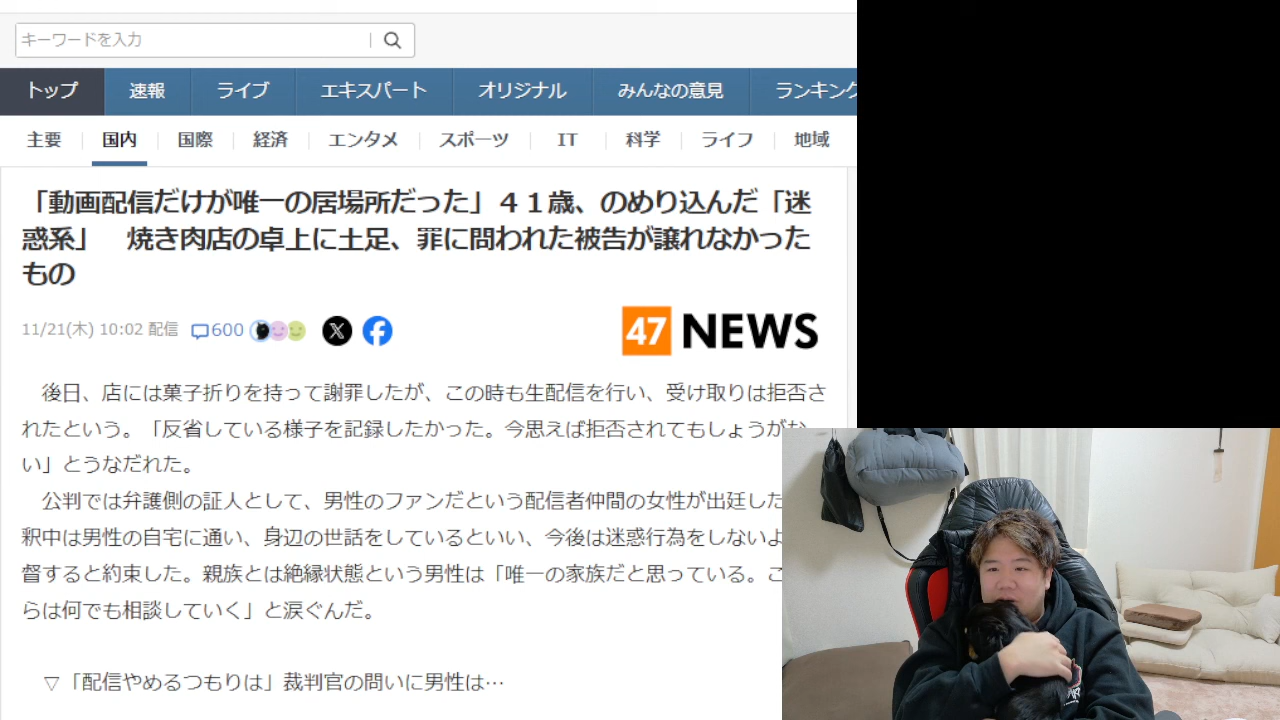 キーワードを入力
トップ 速報 ライブ エキスパート オリジナル みんなの意見 ランキング
主要 国内 国際 経済 エンタメ スポーツ IT 科学 ライフ 地域
「動画配信だけが唯一の居場所だった」４１歳、のめり込んだ「迷
惑系」　焼き肉店の卓上に土足、罪に問われた被告が譲れなかった
もの
11/21(木) 10:02 配信 600
47 NEWS
後日、店には菓子折りを持って謝罪したが、この時も生配信を行い、受け取りは拒否さ
れたという。「反省している様子を記録したかった。今思えば拒否されてもしょうがな
い」とうなだれた。
公判では弁護側の証人として、男性のファンだという配信者仲間の女性が出廷した
釈中は男性の自宅に通い、身辺の世話をしているといい、今後は迷惑行為をしないよ
督すると約束した。親族とは絶縁状態という男性は「唯一の家族だと思っている。こ
らは何でも相談していく」と涙ぐんだ。
▽「配信やめるつもりは」裁判官の問いに男性は…